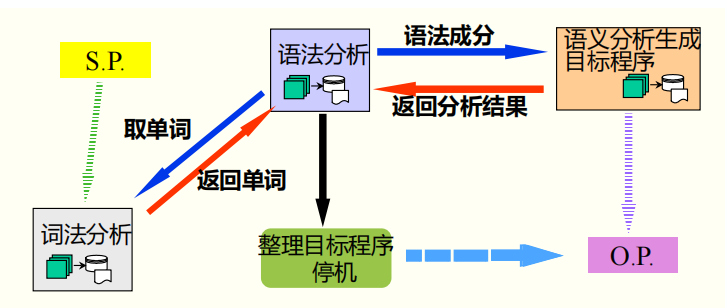 S.P.
语法分析
语法成分
语义分析生成
目标程序
返回分析结果
取单词
返回单词
词法分析
整理目标程序
停机
O.P.